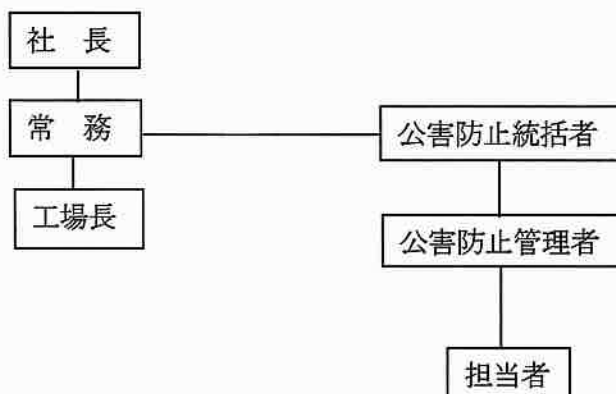 社　長
常　務
公害防止統括者
工場長
公害防止管理者
担当者